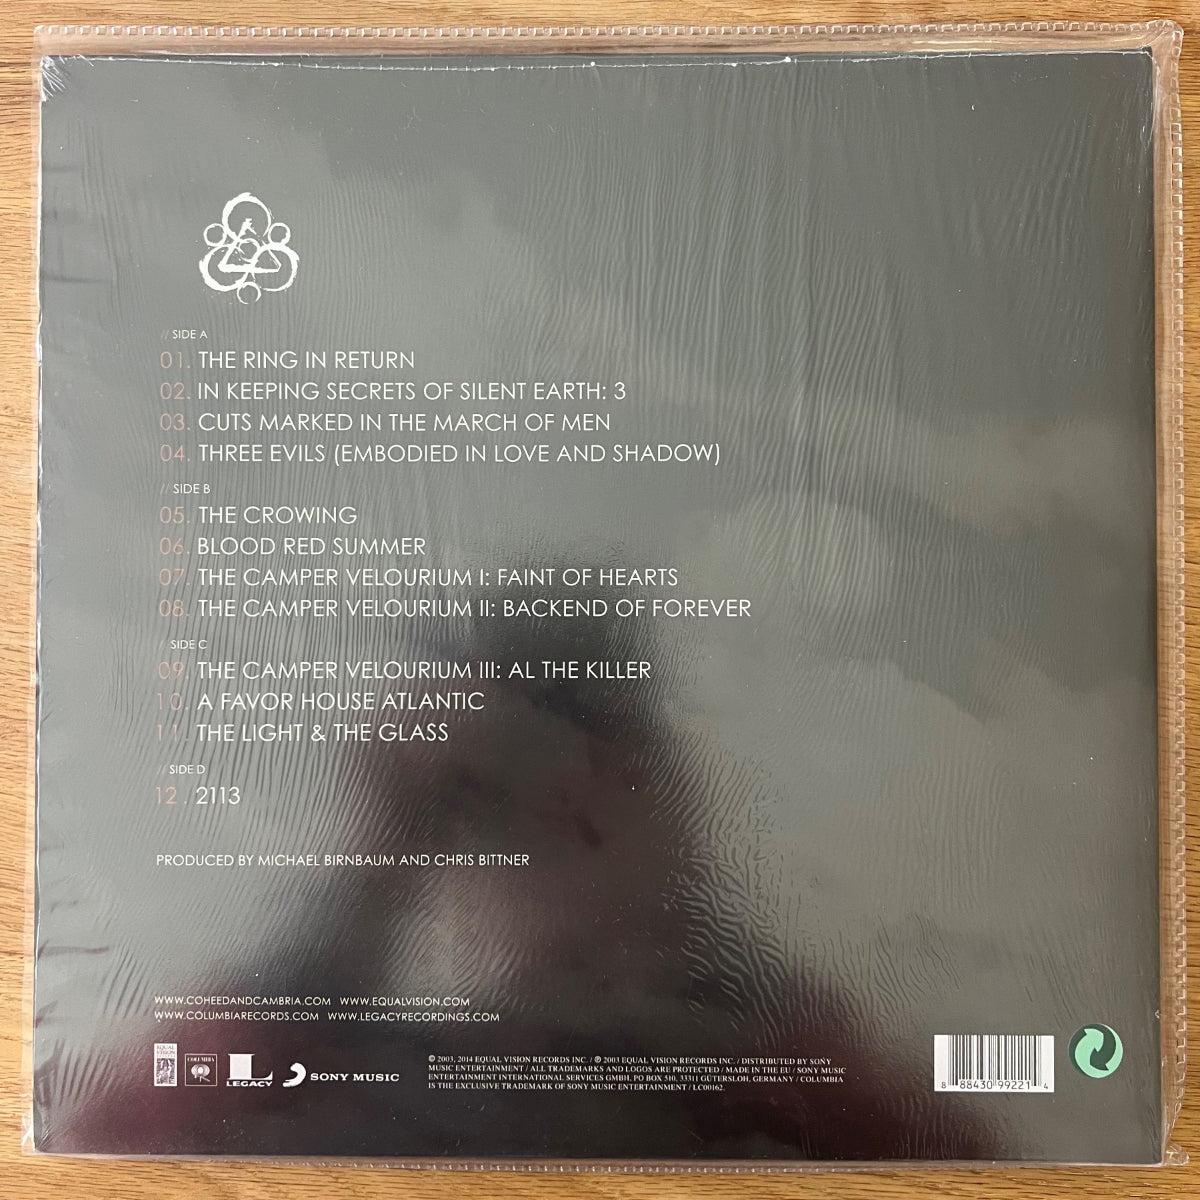 // SIDE A
01. THE RING IN RETURN
02. IN KEEPING SECRETS OF SILENT EARTH: 3
03. CUTS MARKED IN THE MARCH OF MEN
04. THREE EVILS (EMBODIED IN LOVE AND SHADOW)
// SIDE B
05. THE CROWING
06. BLOOD RED SUMMER
07. THE CAMPER VELOURIUM I: FAINT OF HEARTS
08. THE CAMPER VELOURIUM II: BACKEND OF FOREVER
// SIDE C
09. THE CAMPER VELOURIUM III: AL THE KILLER
10. A FAVOR HOUSE ATLANTIC
11. THE LIGHT & THE GLASS
// SIDE D
12. 2113
PRODUCED BY MICHAEL BIRNBAUM AND CHRIS BITTNER
WWW.COHEEDANDCAMBRIA.COM WWW.EQUALVISION.COM
WWW.COLUMBIARECORDS.COM WWW.LEGACYRECORDINGS.COM
EQUAL VISION
COLUMBIA
L LEGACY
SONY MUSIC
© 2003, 2014 EQUAL VISION RECORDS INC. / ℗ 2003 EQUAL VISION RECORDS INC. / DISTRIBUTED BY SONY
MUSIC ENTERTAINMENT / ALL TRADEMARKS AND LOGOS ARE PROTECTED / MADE IN THE EU / SONY MUSIC
ENTERTAINMENT INTERNATIONAL SERVICES GMBH, PO BOX 510, 33311 GÜTERSLOH, GERMANY / COLUMBIA
IS THE EXCLUSIVE TRADEMARK OF SONY MUSIC ENTERTAINMENT / LC00162.
8 88430 99221 4